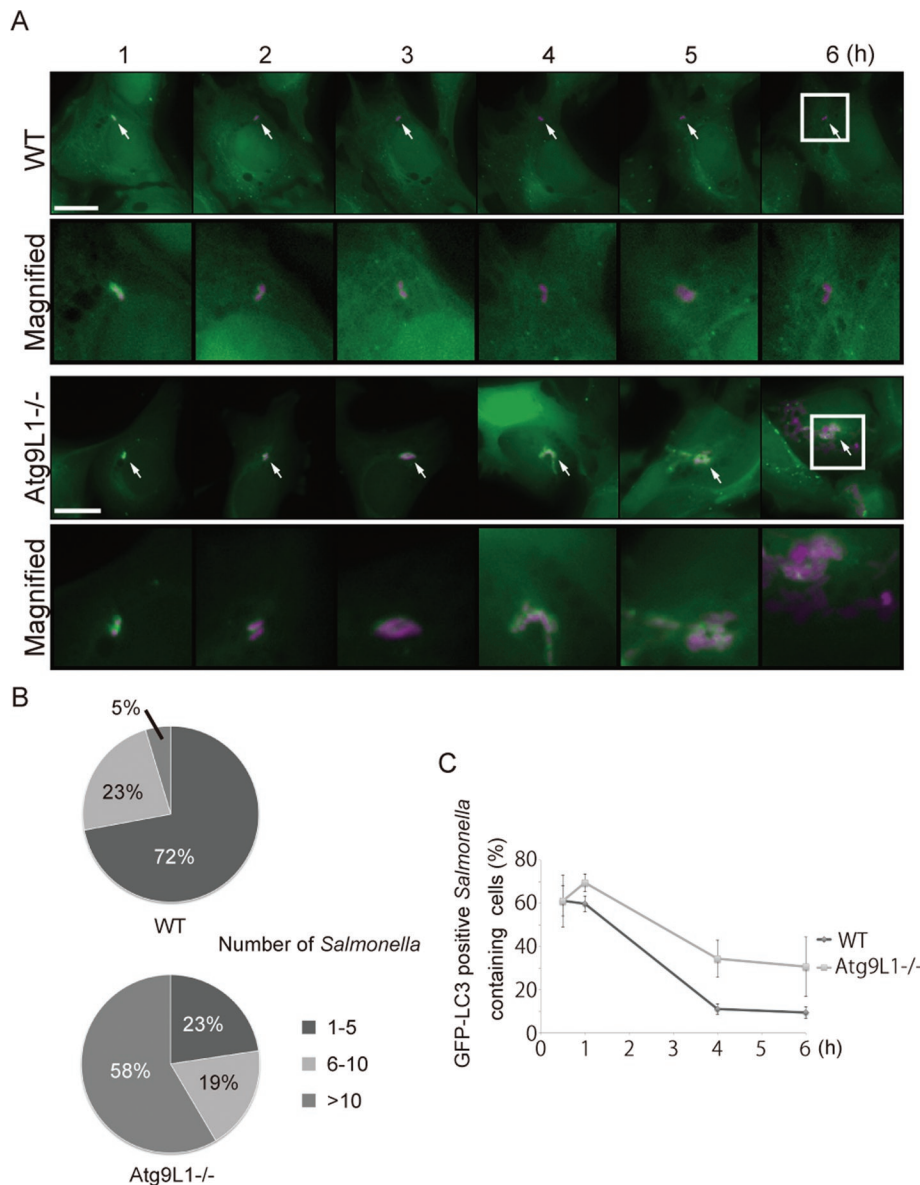 A
1 2 3 4 5 6 (h)
WT
Magnified
Atg9L1-/-
Magnified
B
5%
23%
72%
WT
Number of Salmonella
23%
58%
19%
1-5
6-10
>10
Atg9L1-/-
C
GFP-LC3 positive Salmonella
containing cells (%)
80
60
40
20
0
0 1 2 3 4 5 6 (h)
WT
Atg9L1-/-